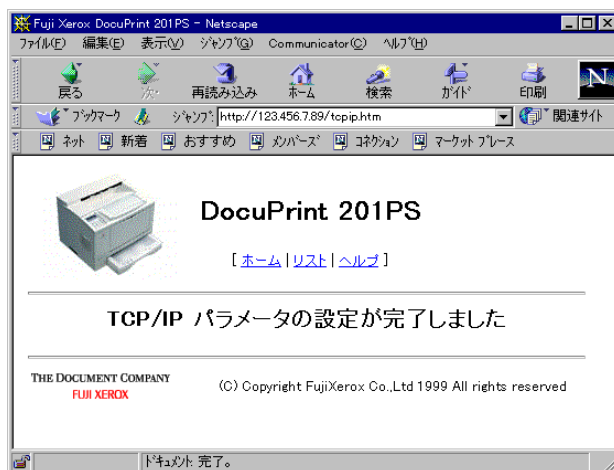 Fuji Xerox DocuPrint 201PS - Netscape
ファイル(F) 編集(E) 表示(V) ジャンプ(G) Communicator(C) ヘルプ(H)
戻る 次へ 再読み込み ホーム 検索 ガイド 印刷 N
ブックマーク ジャンプ: http://123.456.7.89/tcpip.htm 関連サイト
ネット 新着 おすすめ メンバーズ コネクション マーケットプレース
DocuPrint 201PS
[ ホーム | リスト | ヘルプ ]
TCP/IP パラメータの設定が完了しました
THE DOCUMENT COMPANY
FUJI XEROX
(C) Copyright FujiXerox Co.,Ltd 1999 All rights reserved
ドキュメント: 完了。